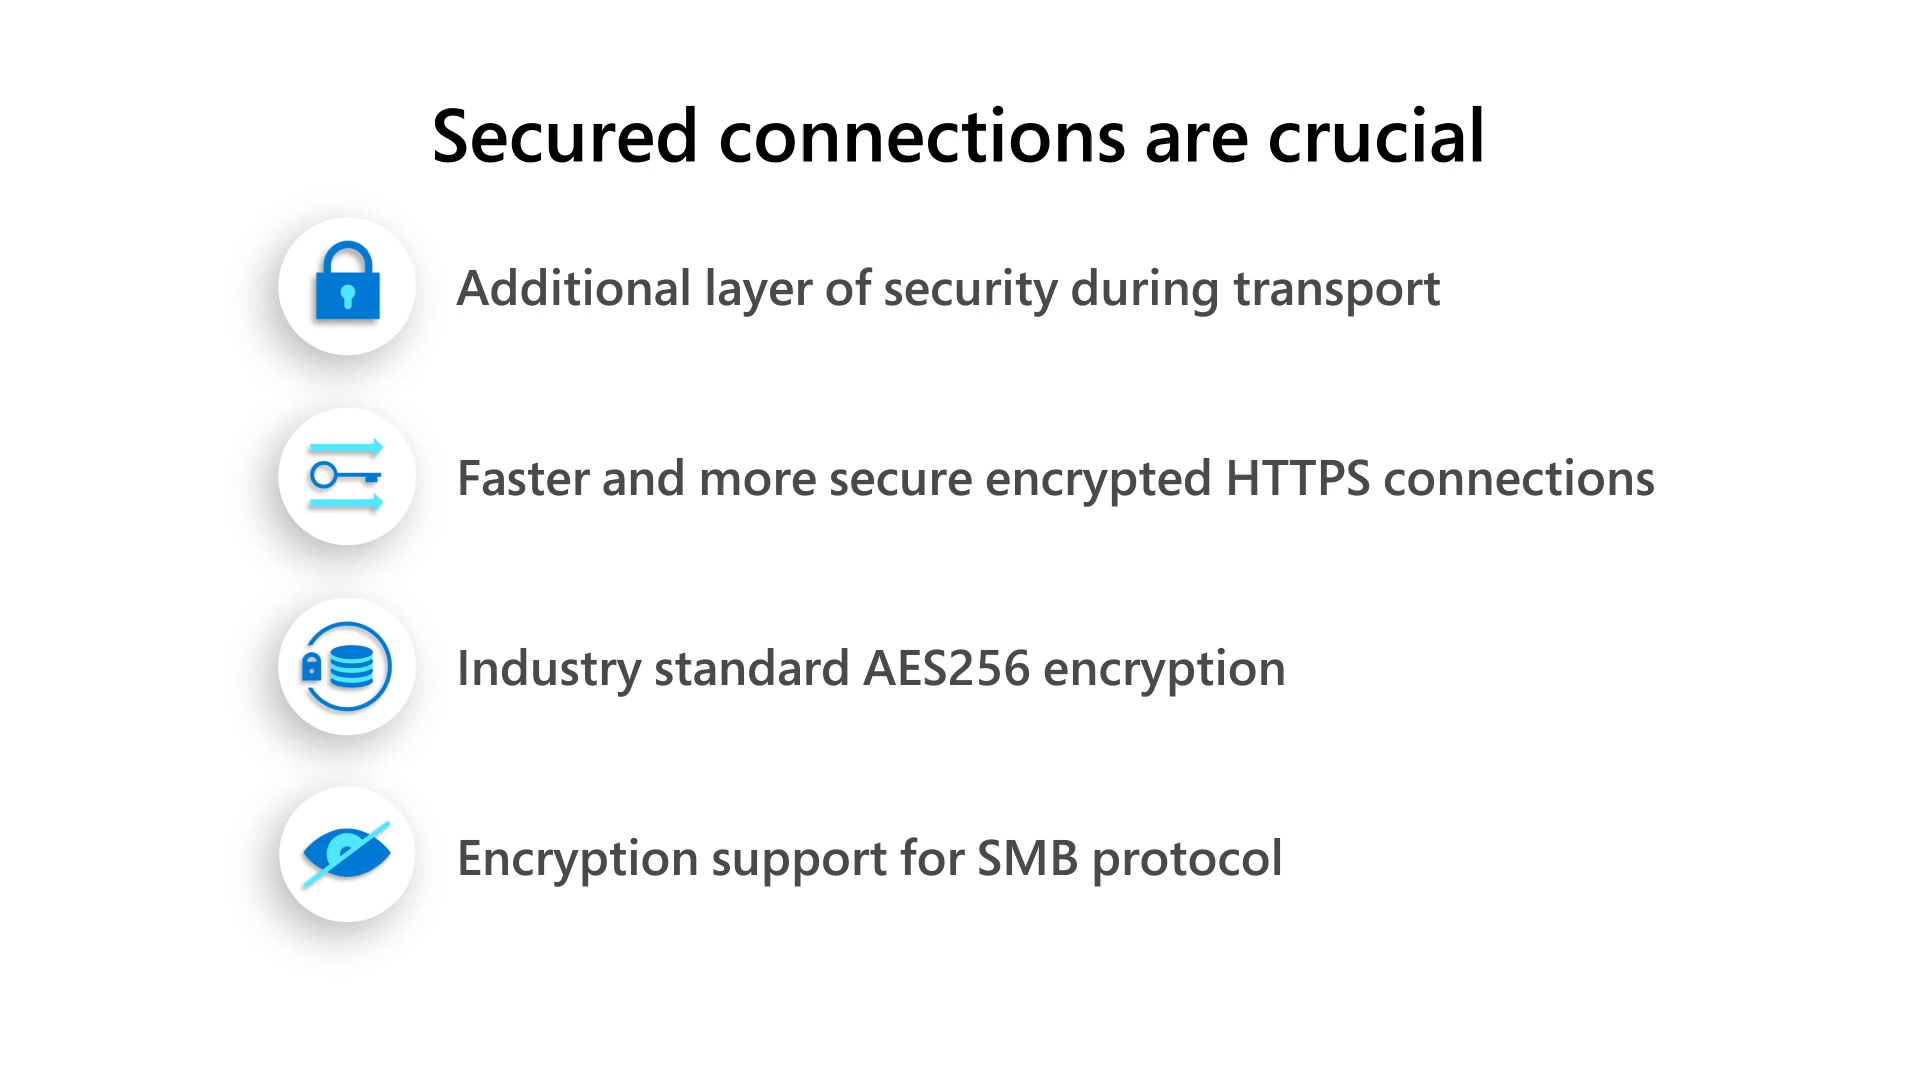 Secured connections are crucial
Additional layer of security during transport
Faster and more secure encrypted HTTPS connections
Industry standard AES256 encryption
Encryption support for SMB protocol